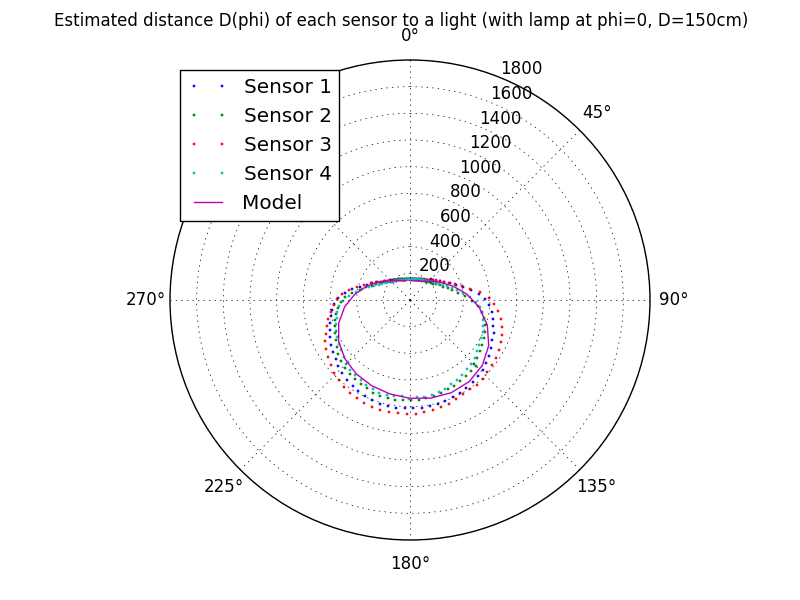 Estimated distance D(phi) of each sensor to a light (with lamp at phi=0, D=150cm)
0°
45°
90°
135°
180°
225°
270°
1800
1600
1400
1200
1000
800
600
400
200
Sensor 1
Sensor 2
Sensor 3
Sensor 4
Model